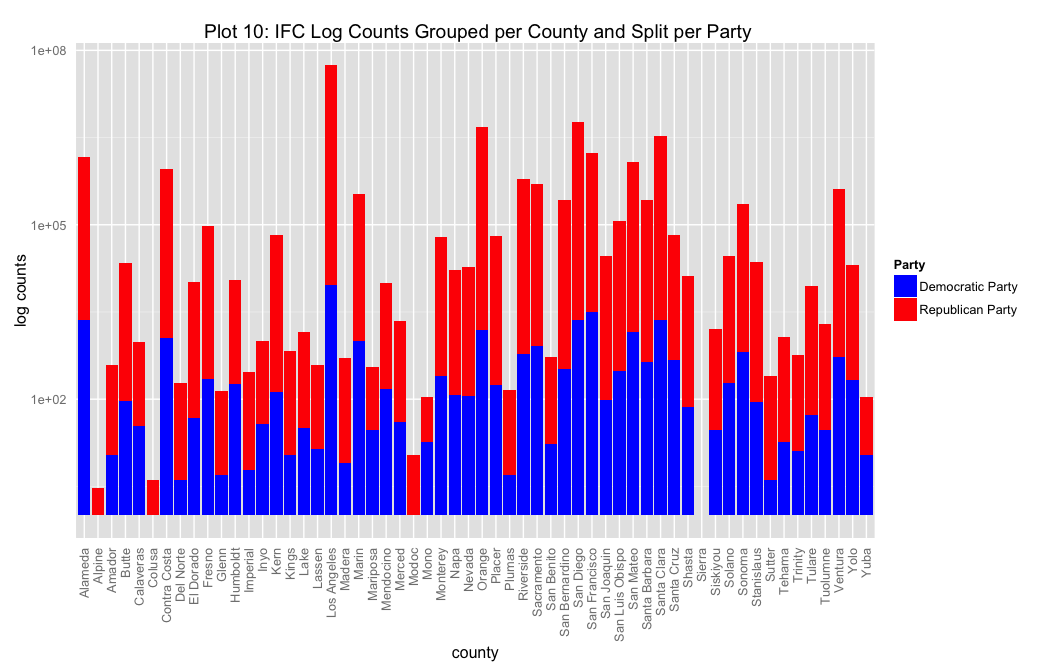 Plot 10: IFC Log Counts Grouped per County and Split per Party
1e+08
1e+05
1e+02
log counts
Alameda
Alpine
Amador
Butte
Calaveras
Colusa
Contra Costa
Del Norte
El Dorado
Fresno
Glenn
Humboldt
Imperial
Inyo
Kern
Kings
Lake
Lassen
Los Angeles
Madera
Marin
Mariposa
Mendocino
Merced
Modoc
Mono
Monterey
Napa
Nevada
Orange
Placer
Plumas
Riverside
Sacramento
San Benito
San Bernardino
San Diego
San Francisco
San Joaquin
San Luis Obispo
San Mateo
Santa Barbara
Santa Clara
Santa Cruz
Shasta
Sierra
Siskiyou
Solano
Sonoma
Stanislaus
Sutter
Tehama
Trinity
Tulare
Tuolumne
Ventura
Yolo
Yuba
county
Party
Democratic Party
Republican Party